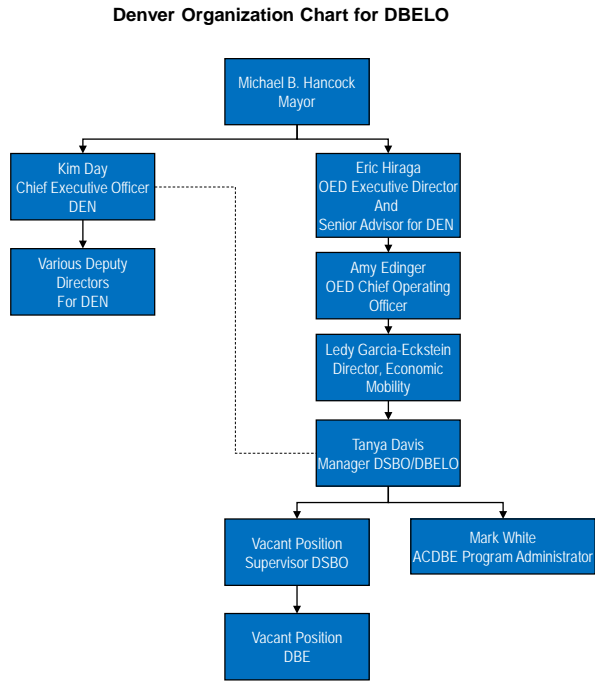 Denver Organization Chart for DBELO
Michael B. Hancock
Mayor
Kim Day
Chief Executive Officer
DEN
Eric Hiraga
OED Executive Director
And
Senior Advisor for DEN
Various Deputy
Directors
For DEN
Amy Edinger
OED Chief Operating
Officer
Ledy Garcia-Eckstein
Director, Economic
Mobility
Tanya Davis
Manager DSBO/DBELO
Vacant Position
Supervisor DSBO
Mark White
ACDBE Program Administrator
Vacant Position
DBE